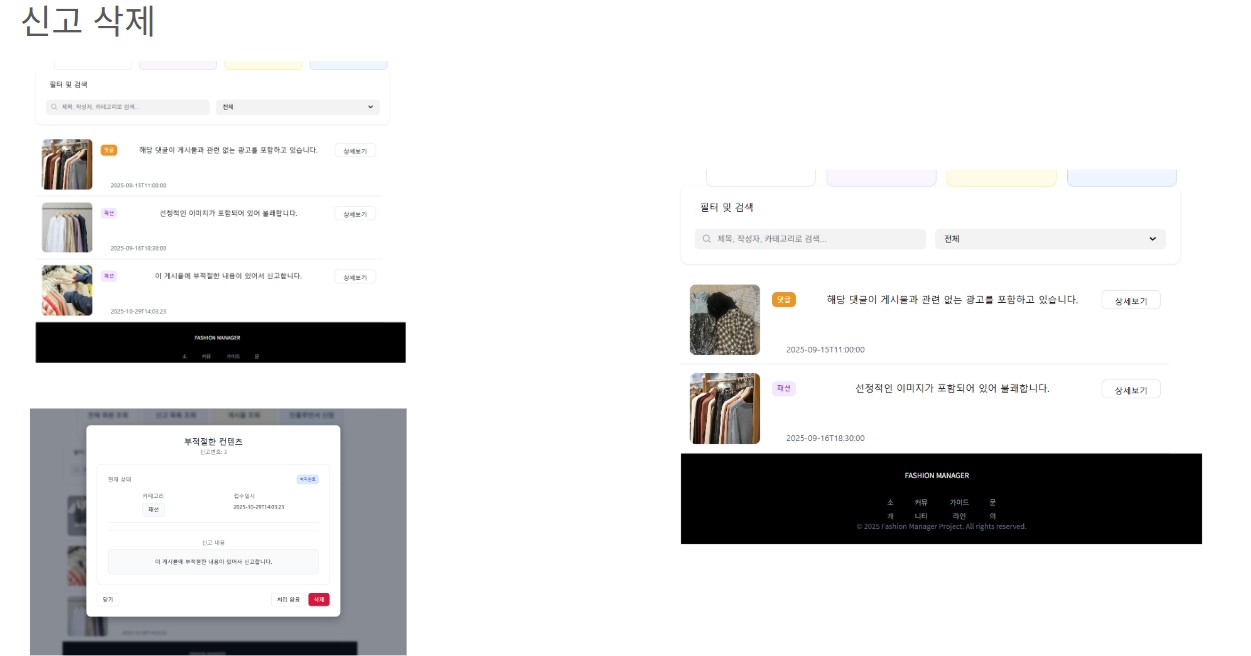 신고 삭제
필터 및 검색
제목, 작성자, 카테고리로 검색...
전체
댓글
해당 댓글이 게시물과 관련 없는 광고를 포함하고 있습니다.
상세보기
2025-09-15T11:00:00
패션
선정적인 이미지가 포함되어 있어 불쾌합니다.
상세보기
2025-09-16T18:30:00
패션
이 게시물에 부적절한 내용이 있어서 신고합니다.
상세보기
2025-10-29T14:03:23
FASHION MANAGER
소 커뮤 가이드 문
부적절한 컨텐츠
신고번호: 3
현재 상태
카테고리
접수일시
패션
2025-10-29T14:03:23
신고 내용
이 게시물에 부적절한 내용이 있어서 신고합니다.
닫기
처리 완료
삭제
필터 및 검색
제목, 작성자, 카테고리로 검색...
전체
댓글
해당 댓글이 게시물과 관련 없는 광고를 포함하고 있습니다.
상세보기
2025-09-15T11:00:00
패션
선정적인 이미지가 포함되어 있어 불쾌합니다.
상세보기
2025-09-16T18:30:00
FASHION MANAGER
소 커뮤 가이드 문
개 니티 라인 의
© 2025 Fashion Manager Project. All rights reserved.